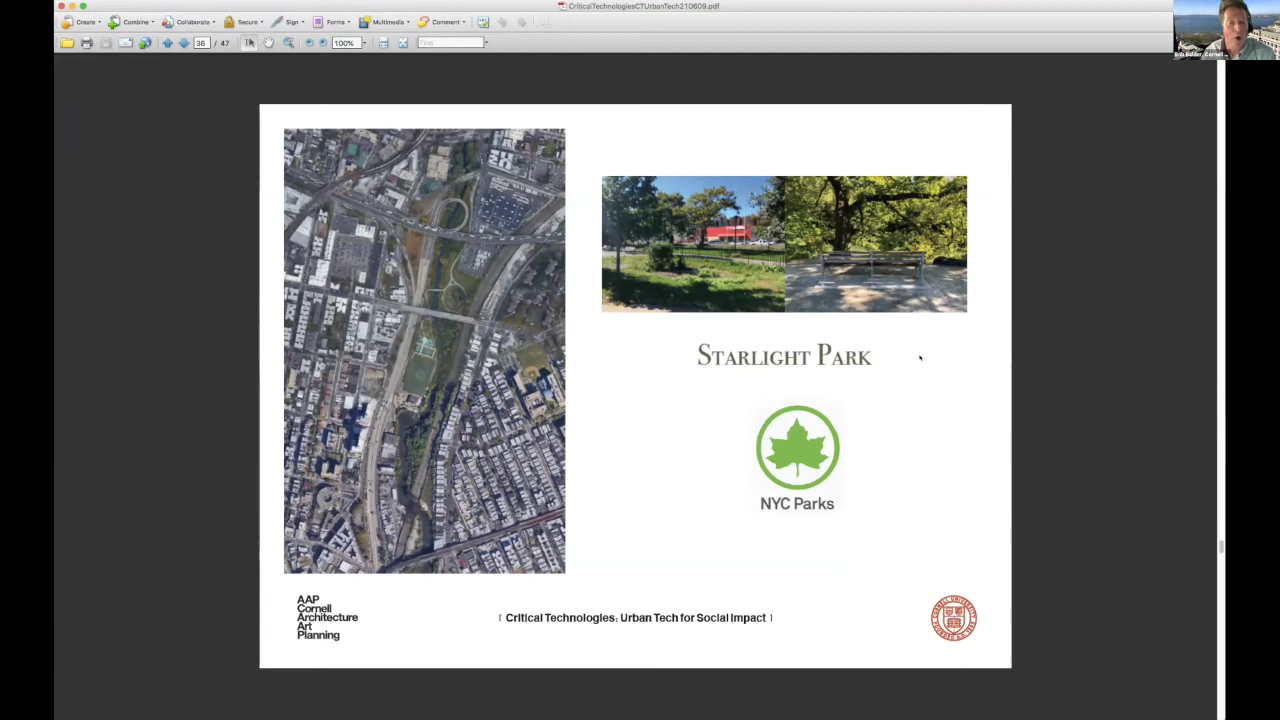 CriticalTechnologiesCTUrbanTech210609.pdf
Create
Combine
Collaborate
Secure
Sign
Forms
Multimedia
Comment
36 / 47
100%
Find
STARLIGHT PARK
NYC Parks
AAP
Cornell
Architecture
Art
Planning
[ Critical Technologies: Urban Tech for Social Impact ]